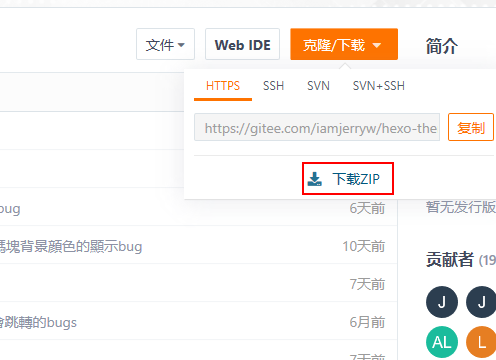 文件 Web IDE 克隆/下载 简介
HTTPS SSH SVN SVN+SSH
https://gitee.com/iamjerryw/hexo-the 复制
下载ZIP
暂无发行版
bug 6天前
塊背景顔色的顯示bug 10天前
贡献者 (19
7天前
J J
跳轉的bugs 6月前
AL L
7天前